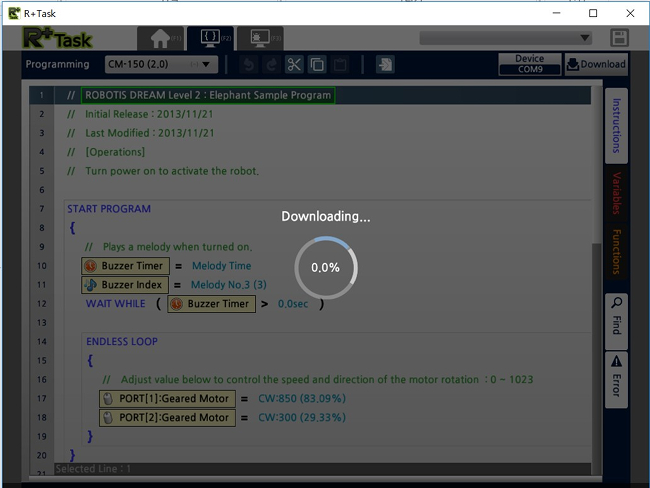 R+Task
R+Task (F1) {} (F2) (F3)
Programming CM-150 (2.0) Device COM9 Download
1 // ROBOTIS DREAM Level 2 : Elephant Sample Program
2 // Initial Release : 2013/11/21
3 // Last Modified : 2013/11/21
4 // [Operations]
5 // Turn power on to activate the robot.
6
7 START PROGRAM
8 {
9 // Plays a melody when turned on.
10 Buzzer Timer = Melody Time
11 Buzzer Index = Melody No.3 (3)
12 WAIT WHILE ( Buzzer Timer > 0.0sec )
13
14 ENDLESS LOOP
15 {
16 // Adjust value below to control the speed and direction of the motor rotation : 0 ~ 1023
17 PORT[1]:Geared Motor = CW:850 (83.09%)
18 PORT[2]:Geared Motor = CW:300 (29.33%)
19 }
20 }
21
Selected Line : 1
Downloading...
0.0%
Instructions
Variables
Functions
Find
Error